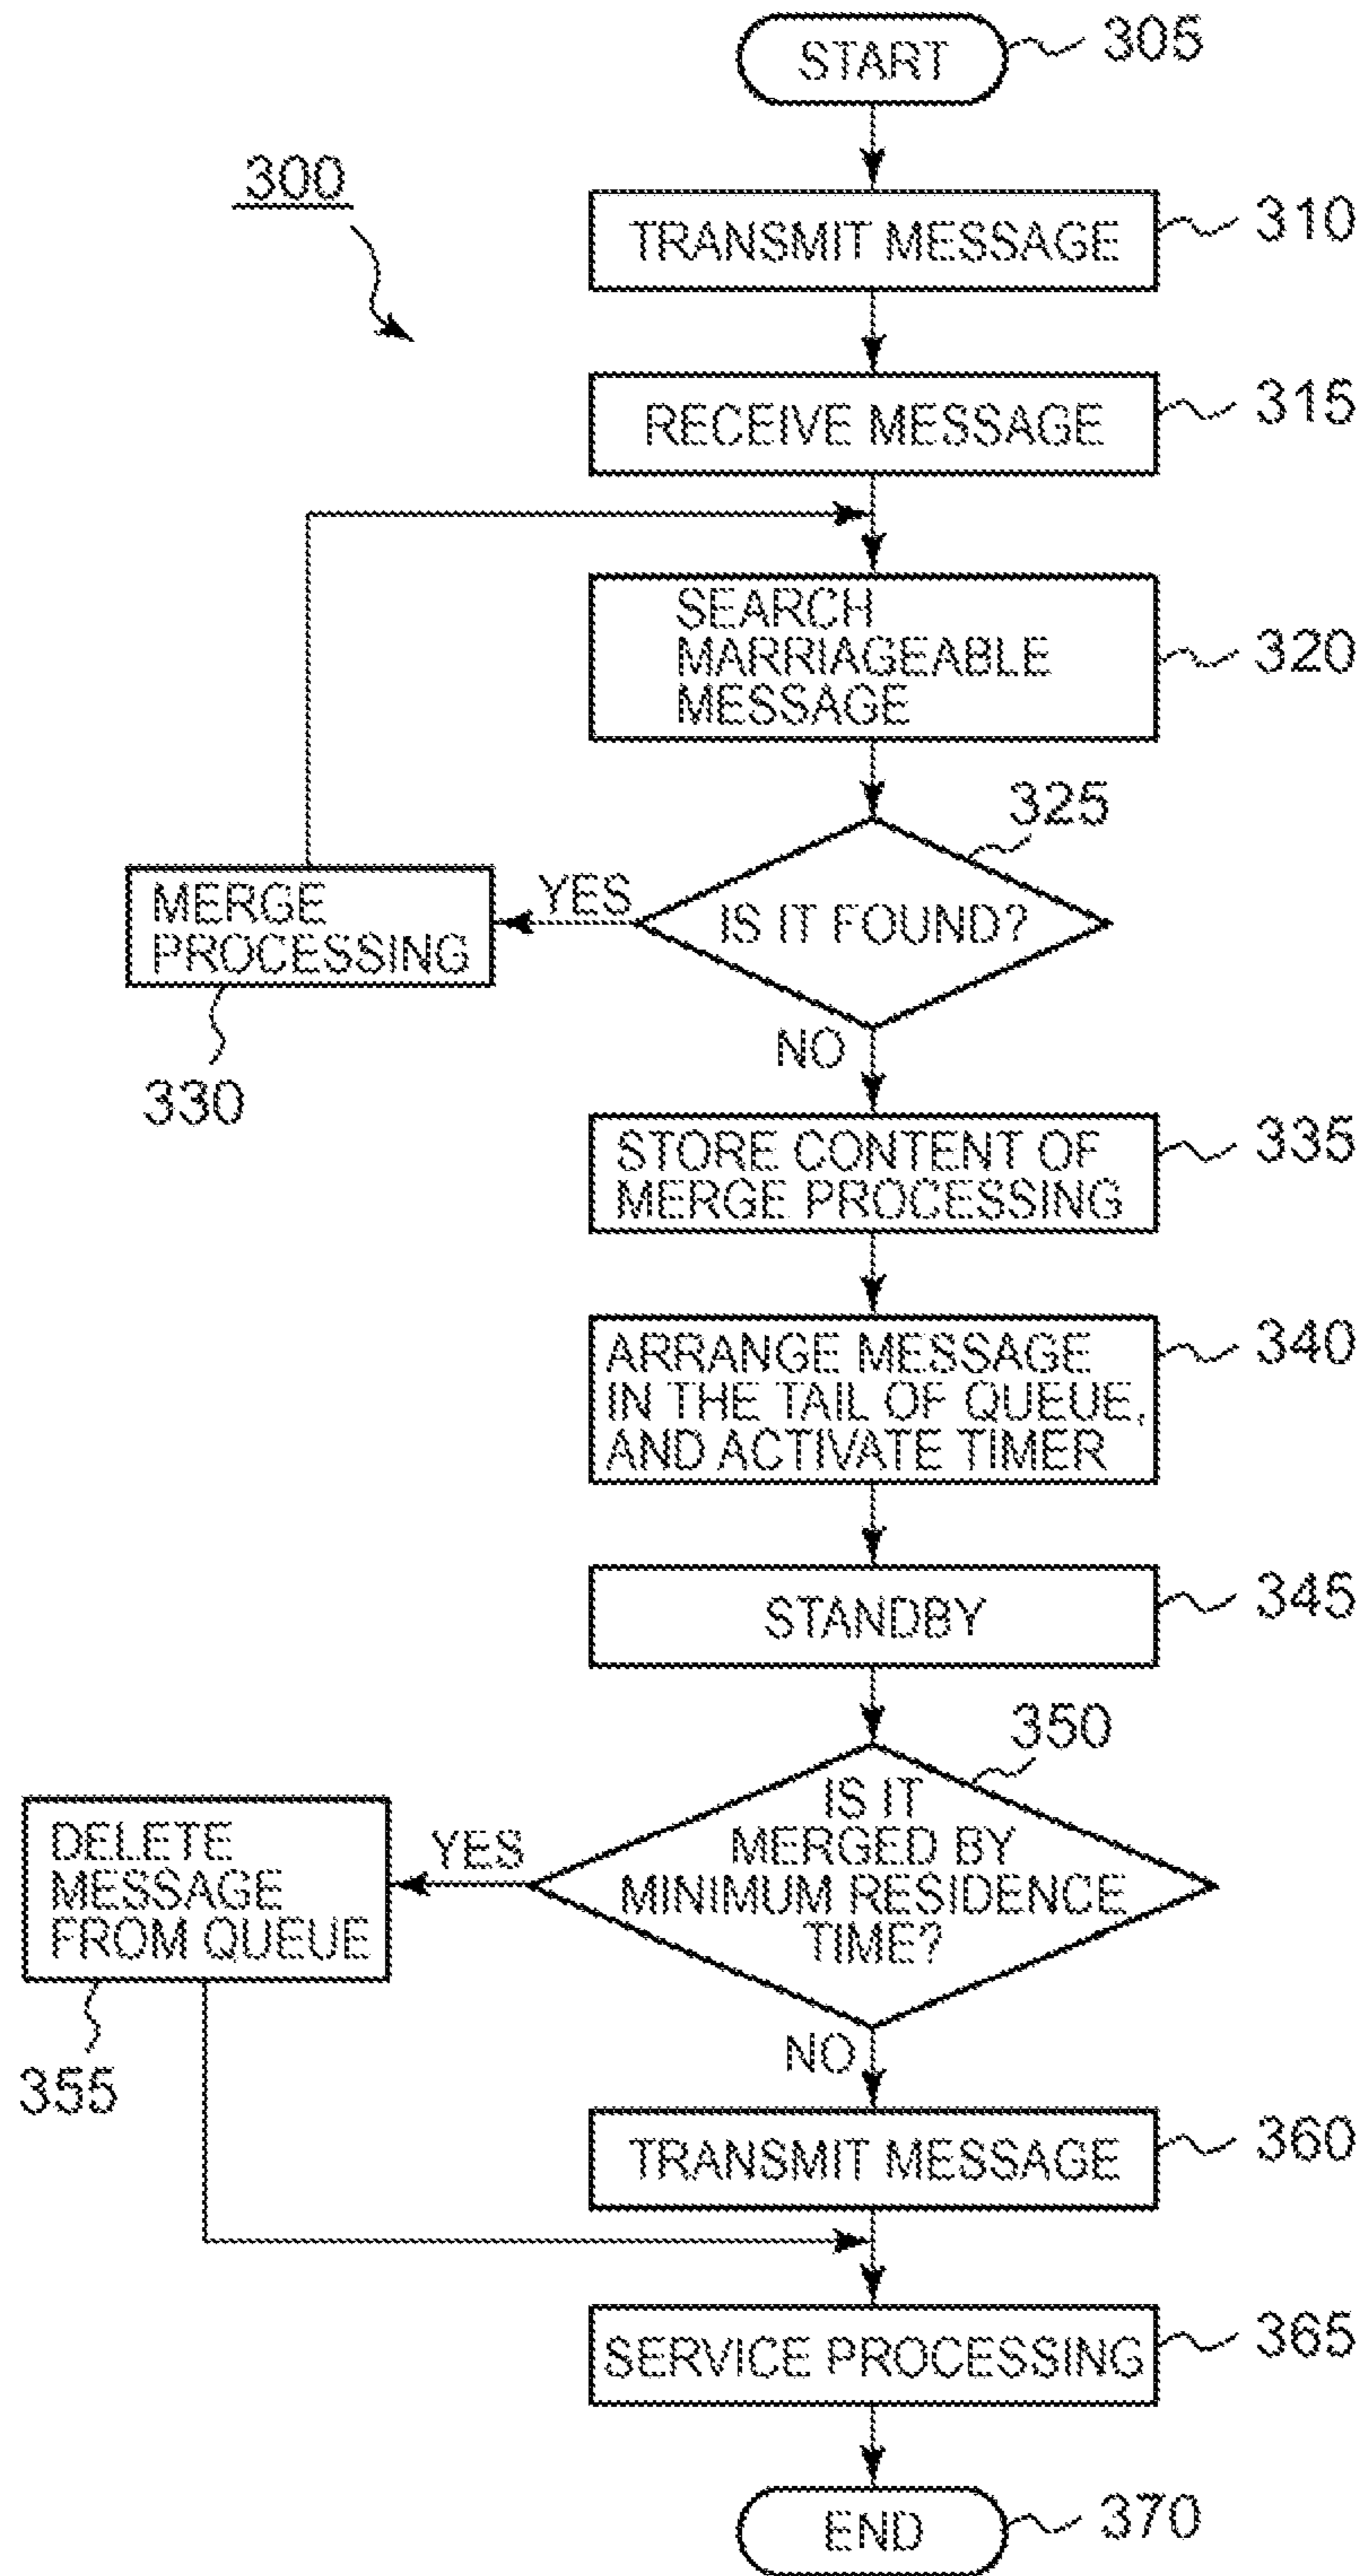 START
305
300
TRANSMIT MESSAGE
310
RECEIVE MESSAGE
315
SEARCH
MARRIAGEABLE
MESSAGE
320
325
IS IT FOUND?
YES
MERGE
PROCESSING
330
NO
STORE CONTENT OF
MERGE PROCESSING
335
ARRANGE MESSAGE
IN THE TAIL OF QUEUE,
AND ACTIVATE TIMER
340
STANDBY
345
350
IS IT
MERGED BY
MINIMUM RESIDENCE
TIME?
YES
DELETE
MESSAGE
FROM QUEUE
355
NO
TRANSMIT MESSAGE
360
SERVICE PROCESSING
365
END
370